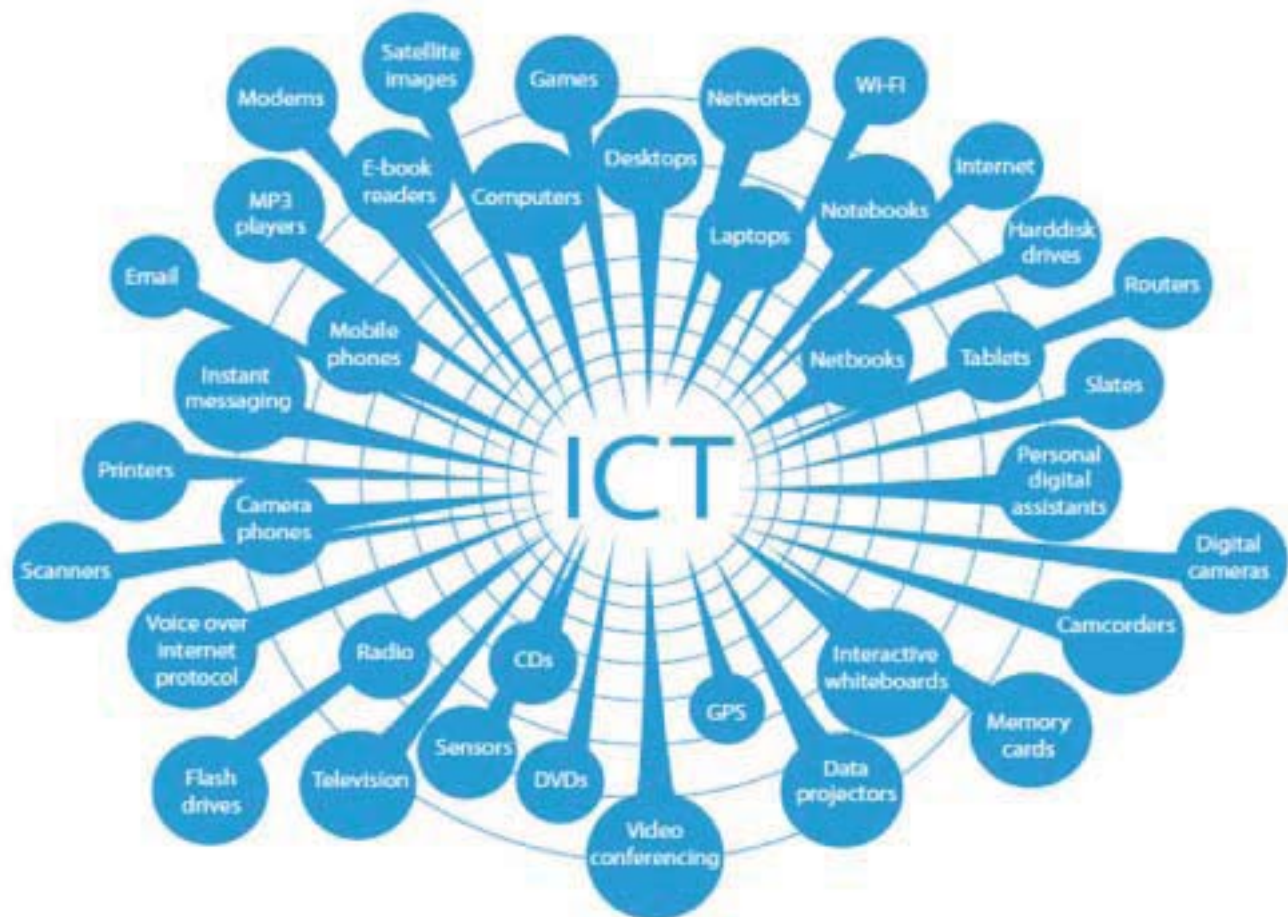 Satellite
images
Games
Networks
Wi-Fi
Modems
Desktops
Internet
E-book
readers
Computers
Notebooks
MP3
players
Laptops
Harddisk
drives
Email
Routers
Mobile
phones
Netbooks
Tablets
Instant
messaging
Slates
ICT
Printers
Personal
digital
assistants
Camera
phones
Scanners
Digital
cameras
Voice over
internet
protocol
Radio
CDs
Interactive
whiteboards
Camcorders
GPS
Memory
cards
Sensors
Flash
drives
Television
DVDs
Data
projectors
Video
conferencing